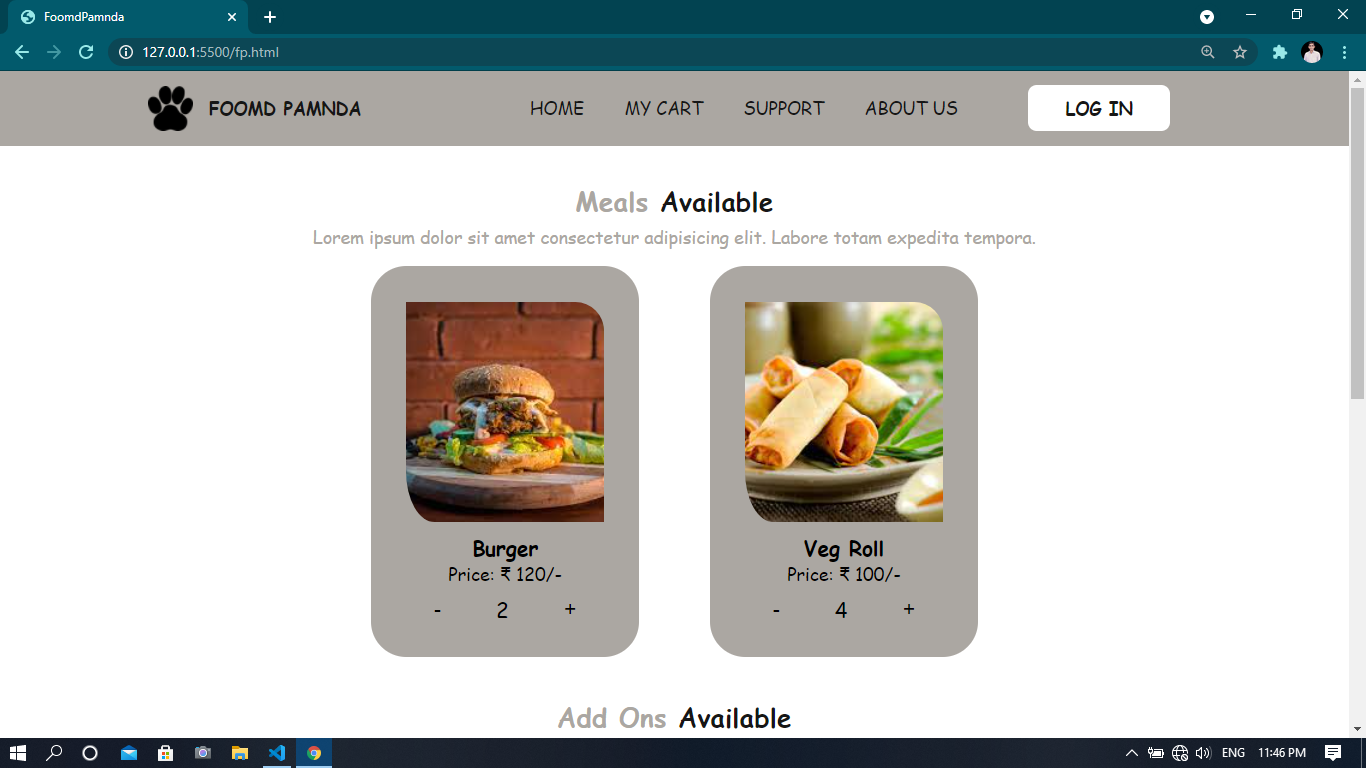 FoomdPamnda
127.0.0.1:5500/fp.html
FOOMD PAMNDA HOME MY CART SUPPORT ABOUT US LOG IN
Meals Available
Lorem ipsum dolor sit amet consectetur adipisicing elit. Labore totam expedita tempora.
Burger
Price: ₹ 120/-
- 2 +
Veg Roll
Price: ₹ 100/-
- 4 +
Add Ons Available
ENG 11:46 PM